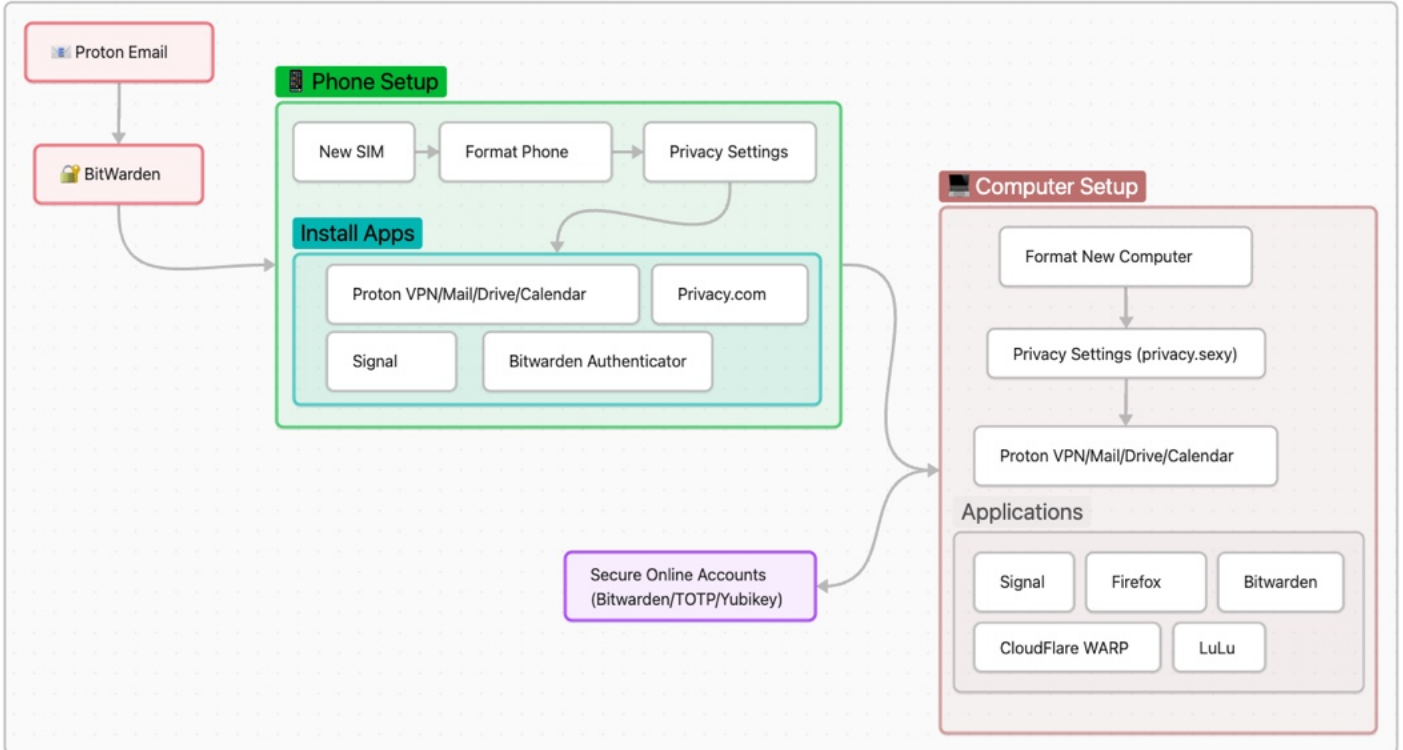 Proton Email
BitWarden
Phone Setup
New SIM
Format Phone
Privacy Settings
Install Apps
Proton VPN/Mail/Drive/Calendar
Privacy.com
Signal
Bitwarden Authenticator
Secure Online Accounts
(Bitwarden/TOTP/Yubikey)
Computer Setup
Format New Computer
Privacy Settings (privacy.sexy)
Proton VPN/Mail/Drive/Calendar
Applications
Signal
Firefox
Bitwarden
CloudFlare WARP
LuLu